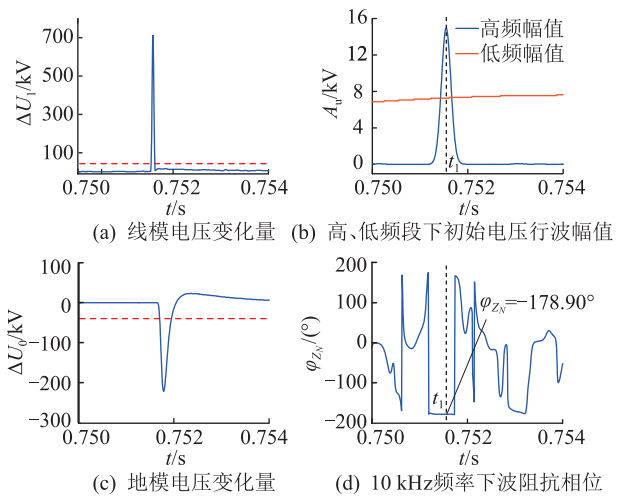 ΔU₁/kV
700
500
300
100
0.750
0.752
0.754
t/s
(a) 线模电压变化量
Aᵤ/kV
16
12
8
4
0
高频幅值
低频幅值
t₁
0.750
0.752
0.754
t/s
(b) 高、低频段下初始电压行波幅值
ΔU₀/kV
100
0
−100
−200
−300
0.750
0.752
0.754
t/s
(c) 地模电压变化量
φ_{Z_N}/(°)
200
100
0
−100
−200
φ_{Z_N}=−178.90°
t₁
0.750
0.752
0.754
t/s
(d) 10 kHz频率下波阻抗相位